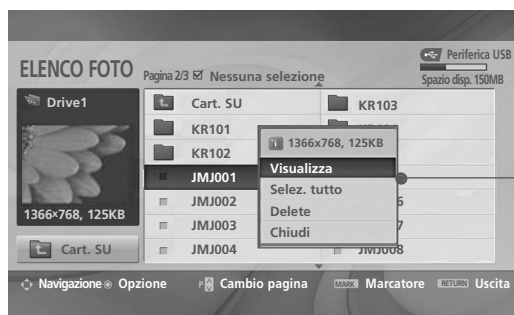 Periferica USB
ELENCO FOTO
Pagina 2/3 Nessuna selezione
Spazio disp. 150MB
Drive1
1366×768, 125KB
Cart. SU
Cart. SU
KR101
KR102
JMJ001
JMJ002
JMJ003
JMJ004
KR103
JMJ008
1366x768, 125KB
Visualizza
Selez. tutto
Delete
Chiudi
Navigazione Opzione P Cambio pagina MARK Marcatore RETURN Uscita